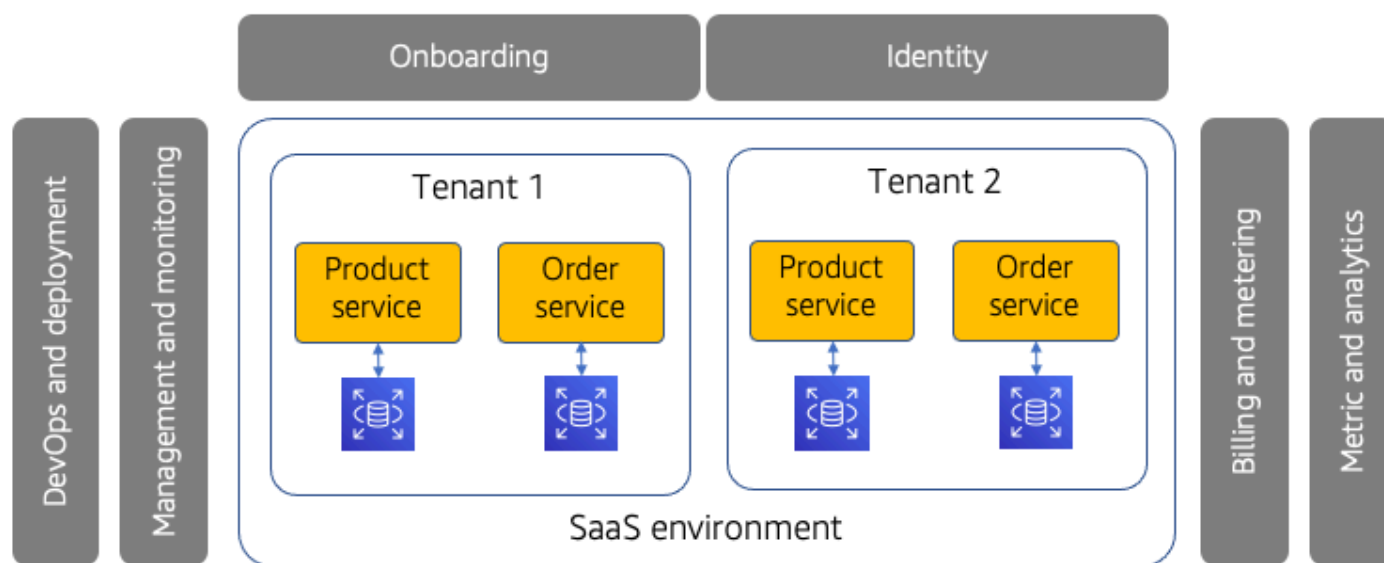 Onboarding
Identity
DevOps and deployment
Management and monitoring
Tenant 1
Product
service
Order
service
Tenant 2
Product
service
Order
service
SaaS environment
Billing and metering
Metric and analytics